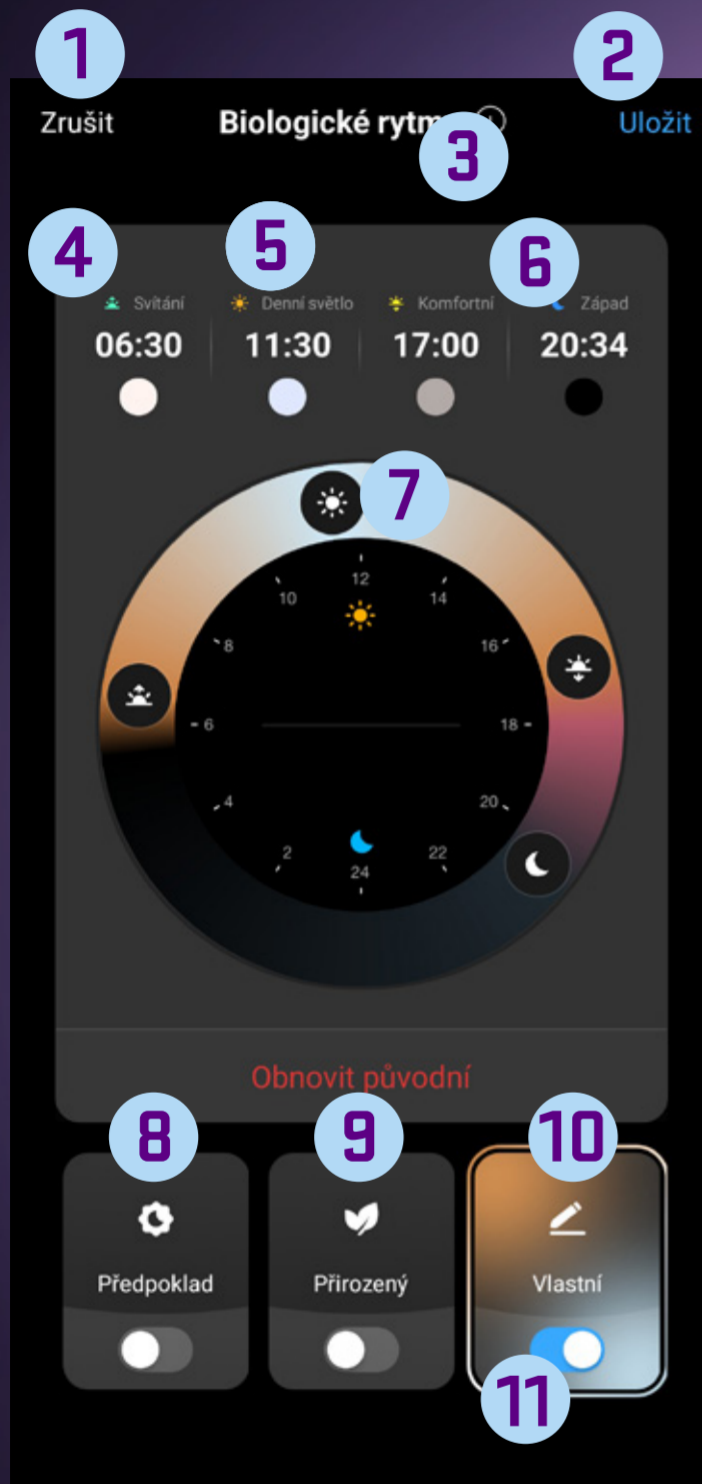 1
2
Zrušit
Biologické rytm
Uložit
3
4
5
6
Svítání
Denní světlo
Komfortní
Západ
06:30
11:30
17:00
20:34
7
12
10
14
8
16
6
18
4
20
2
22
24
Obnovit původní
8
9
10
Předpoklad
Přirozený
Vlastní
11